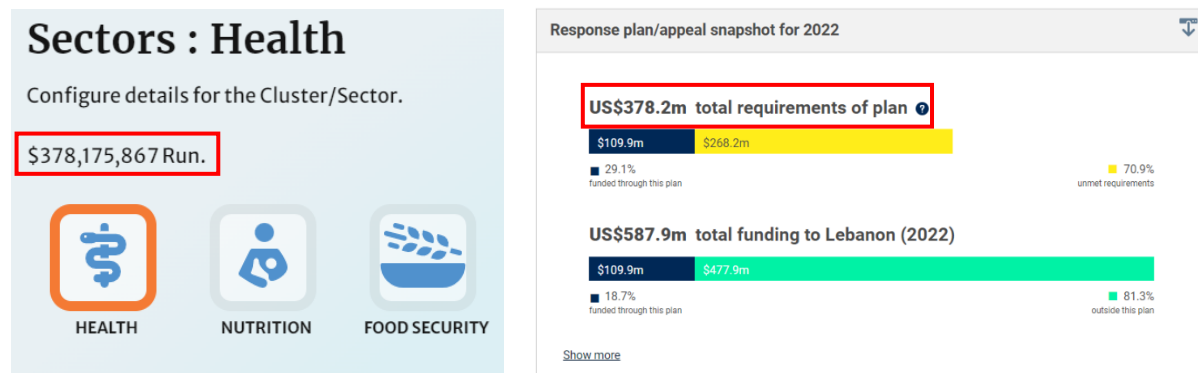 Sectors : Health
Configure details for the Cluster/Sector.
$378,175,867 Run.
HEALTH
NUTRITION
FOOD SECURITY
Response plan/appeal snapshot for 2022
US$378.2m total requirements of plan ?
$109.9m $268.2m
29.1% 70.9%
funded through this plan unmet requirements
US$587.9m total funding to Lebanon (2022)
$109.9m $477.9m
18.7% 81.3%
funded through this plan outside this plan
Show more